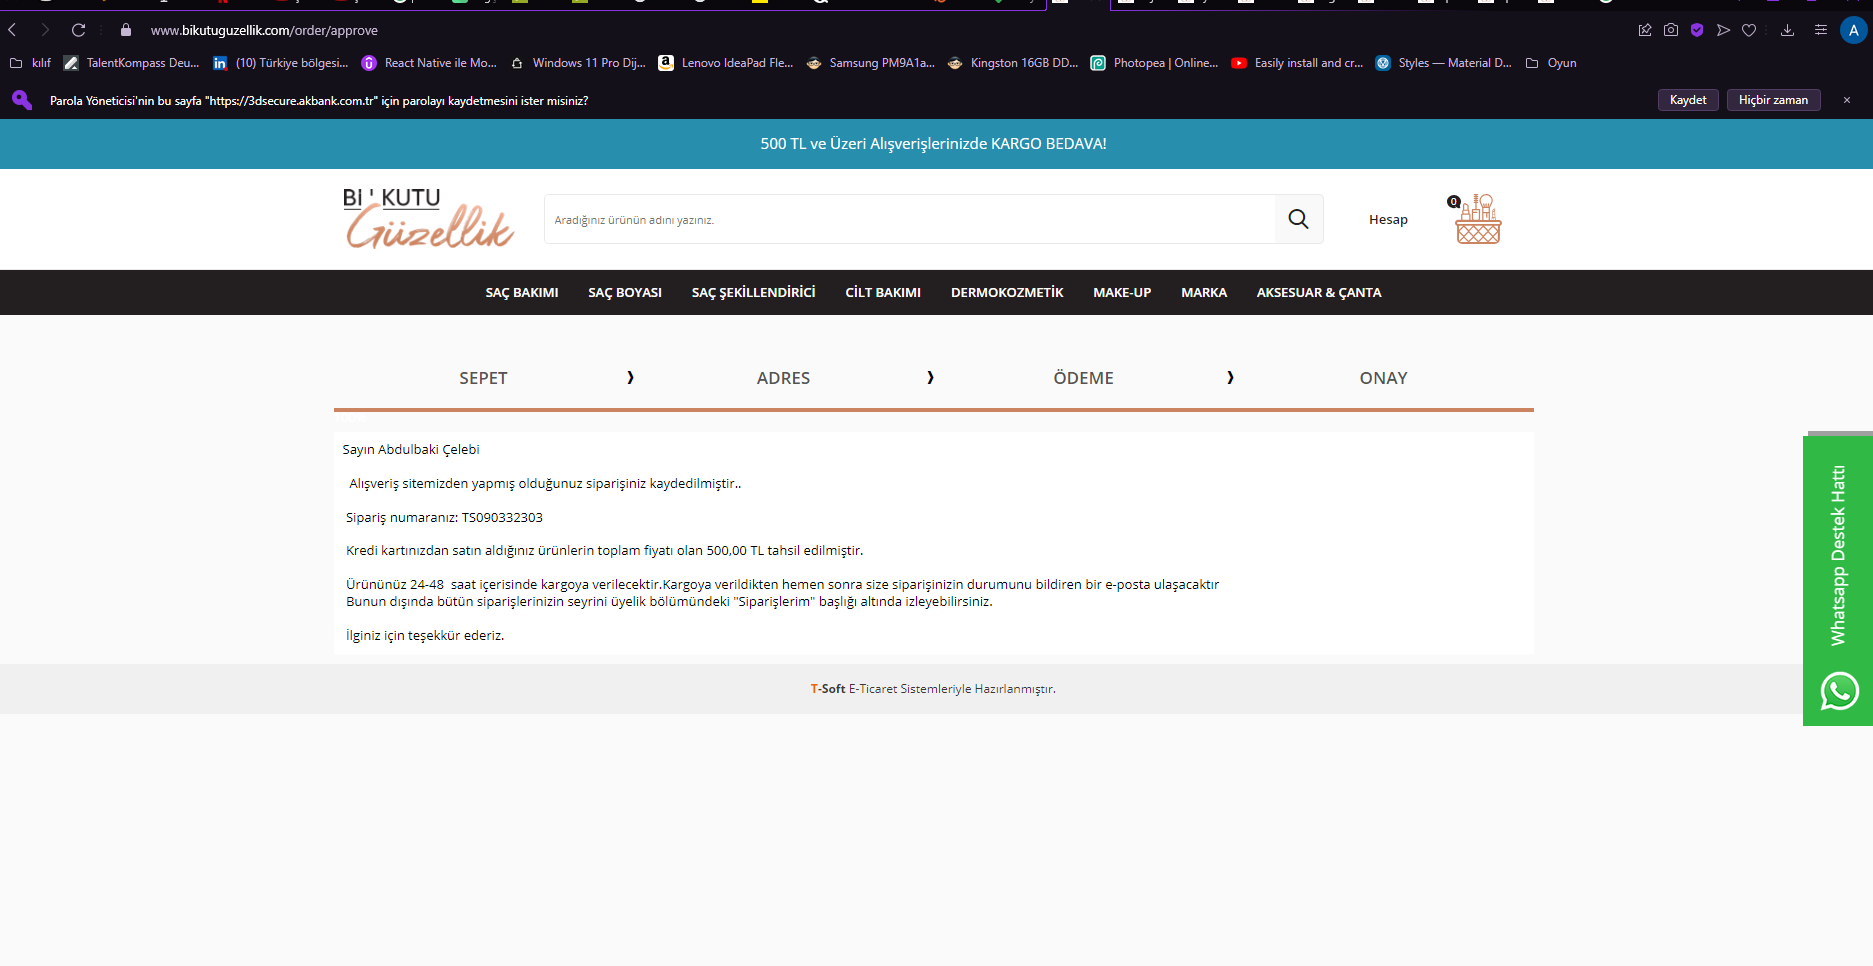 www.bikutuguzellik.com/order/approve
kılıf
TalentKompass Deu...
(10) Türkiye bölgesi...
React Native ile Mo...
Windows 11 Pro Dij...
Lenovo IdeaPad Fle...
Samsung PM9A1a...
Kingston 16GB DD...
Photopea | Online...
Easily install and cr...
Styles — Material D...
Oyun
A
Parola Yöneticisi'nin bu sayfa "https://3dsecure.akbank.com.tr" için parolayı kaydetmesini ister misiniz?
Kaydet
Hiçbir zaman
500 TL ve Üzeri Alışverişlerinizde KARGO BEDAVA!
Bİ ' KUTU
Güzellik
Aradığınız ürünün adını yazınız.
Hesap
0
SAÇ BAKIMI
SAÇ BOYASI
SAÇ ŞEKİLLENDİRİCİ
CİLT BAKIMI
DERMOKOZMETİK
MAKE-UP
MARKA
AKSESUAR & ÇANTA
SEPET
ADRES
ÖDEME
ONAY
Sayın Abdulbaki Çelebi
Alışveriş sitemizden yapmış olduğunuz siparişiniz kaydedilmiştir..
Sipariş numaranız: TS090332303
Kredi kartınızdan satın aldığınız ürünlerin toplam fiyatı olan 500,00 TL tahsil edilmiştir.
Ürününüz 24-48 saat içerisinde kargoya verilecektir.Kargoya verildikten hemen sonra size siparişinizin durumunu bildiren bir e-posta ulaşacaktır
Bunun dışında bütün siparişlerinizin seyrini üyelik bölümündeki "Siparişlerim" başlığı altında izleyebilirsiniz.
İlginiz için teşekkür ederiz.
Whatsapp Destek Hattı
T-Soft E-Ticaret Sistemleriyle Hazırlanmıştır.